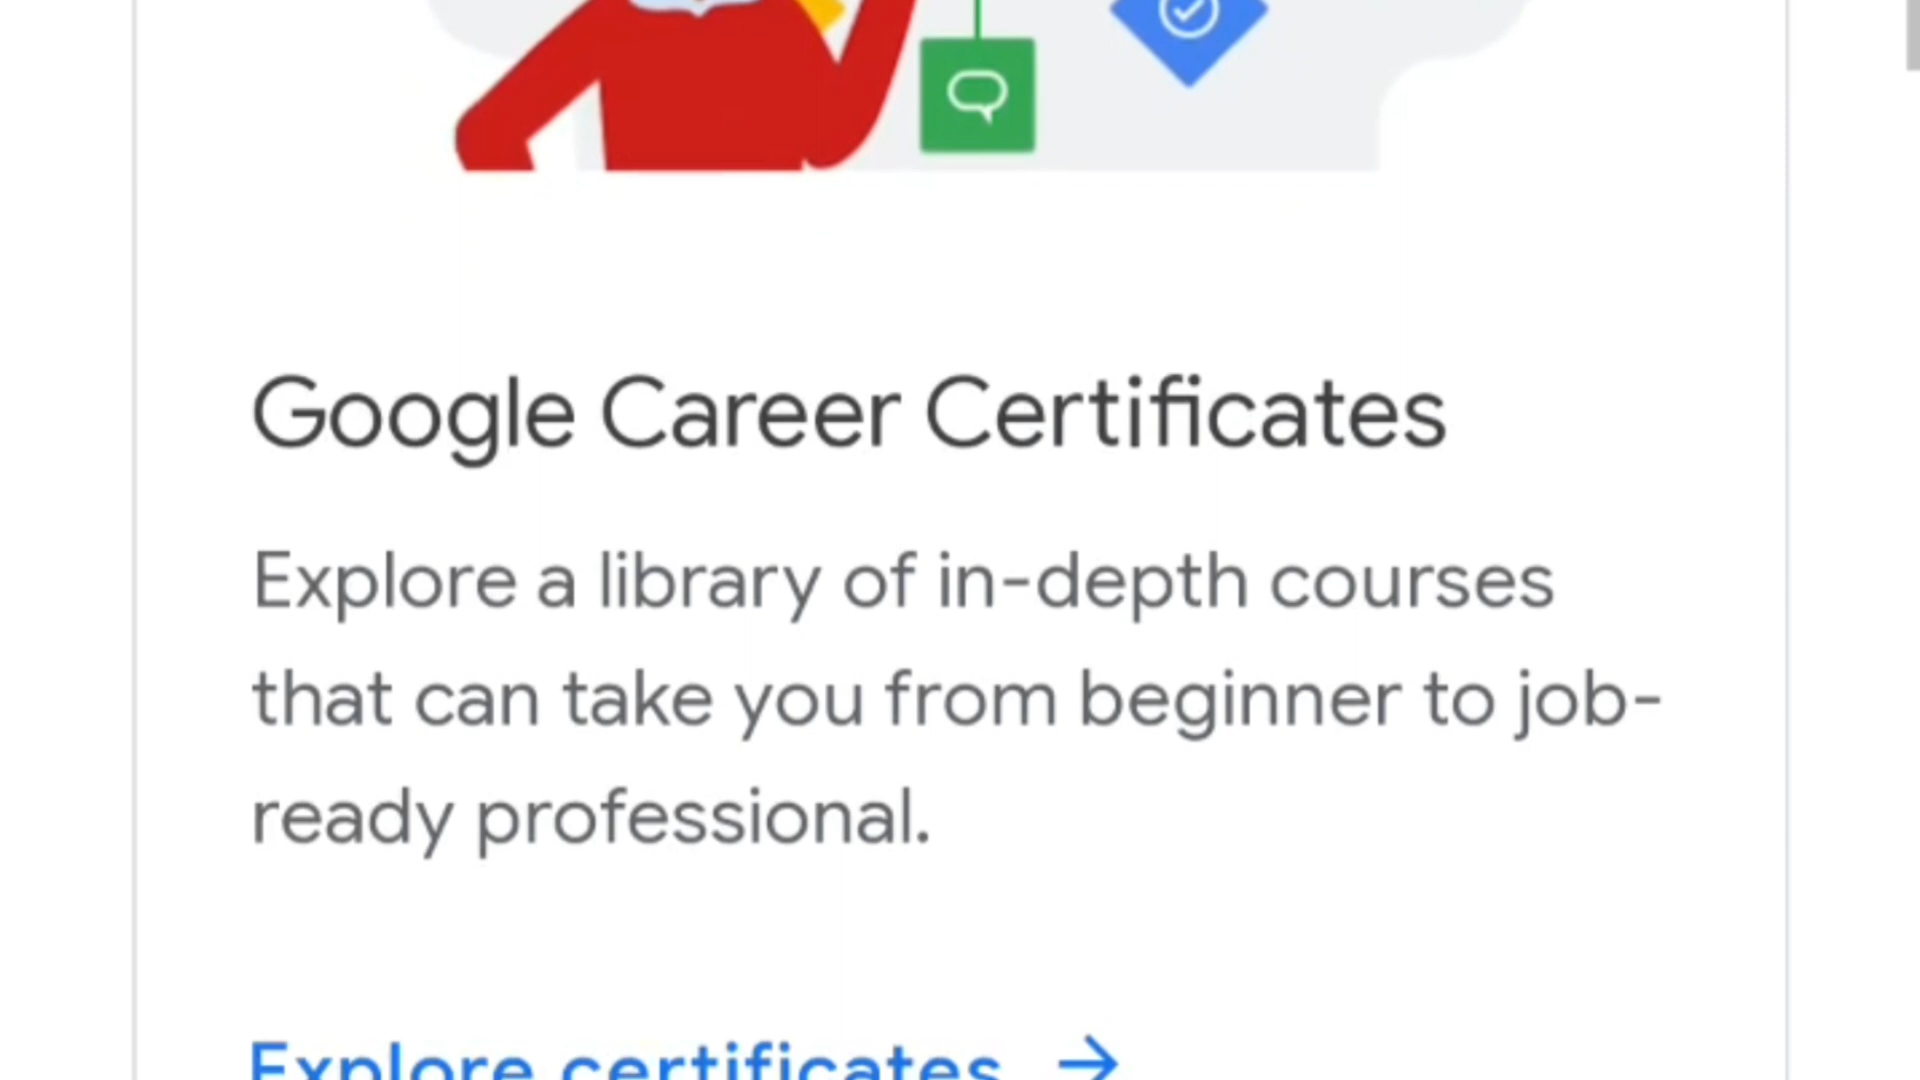 Google Career Certificates
Explore a library of in-depth courses
that can take you from beginner to job-
ready professional.
Explore certificates